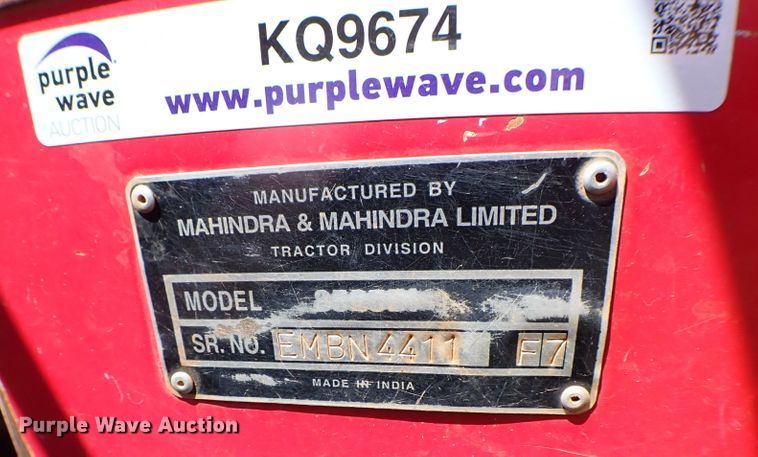 purple
wave
AUCTION
KQ9674
www.purplewave.com
MANUFACTURED BY
MAHINDRA & MAHINDRA LIMITED
TRACTOR DIVISION
MODEL
SR. NO. EMBN4411 F7
MADE IN INDIA
Purple Wave Auction